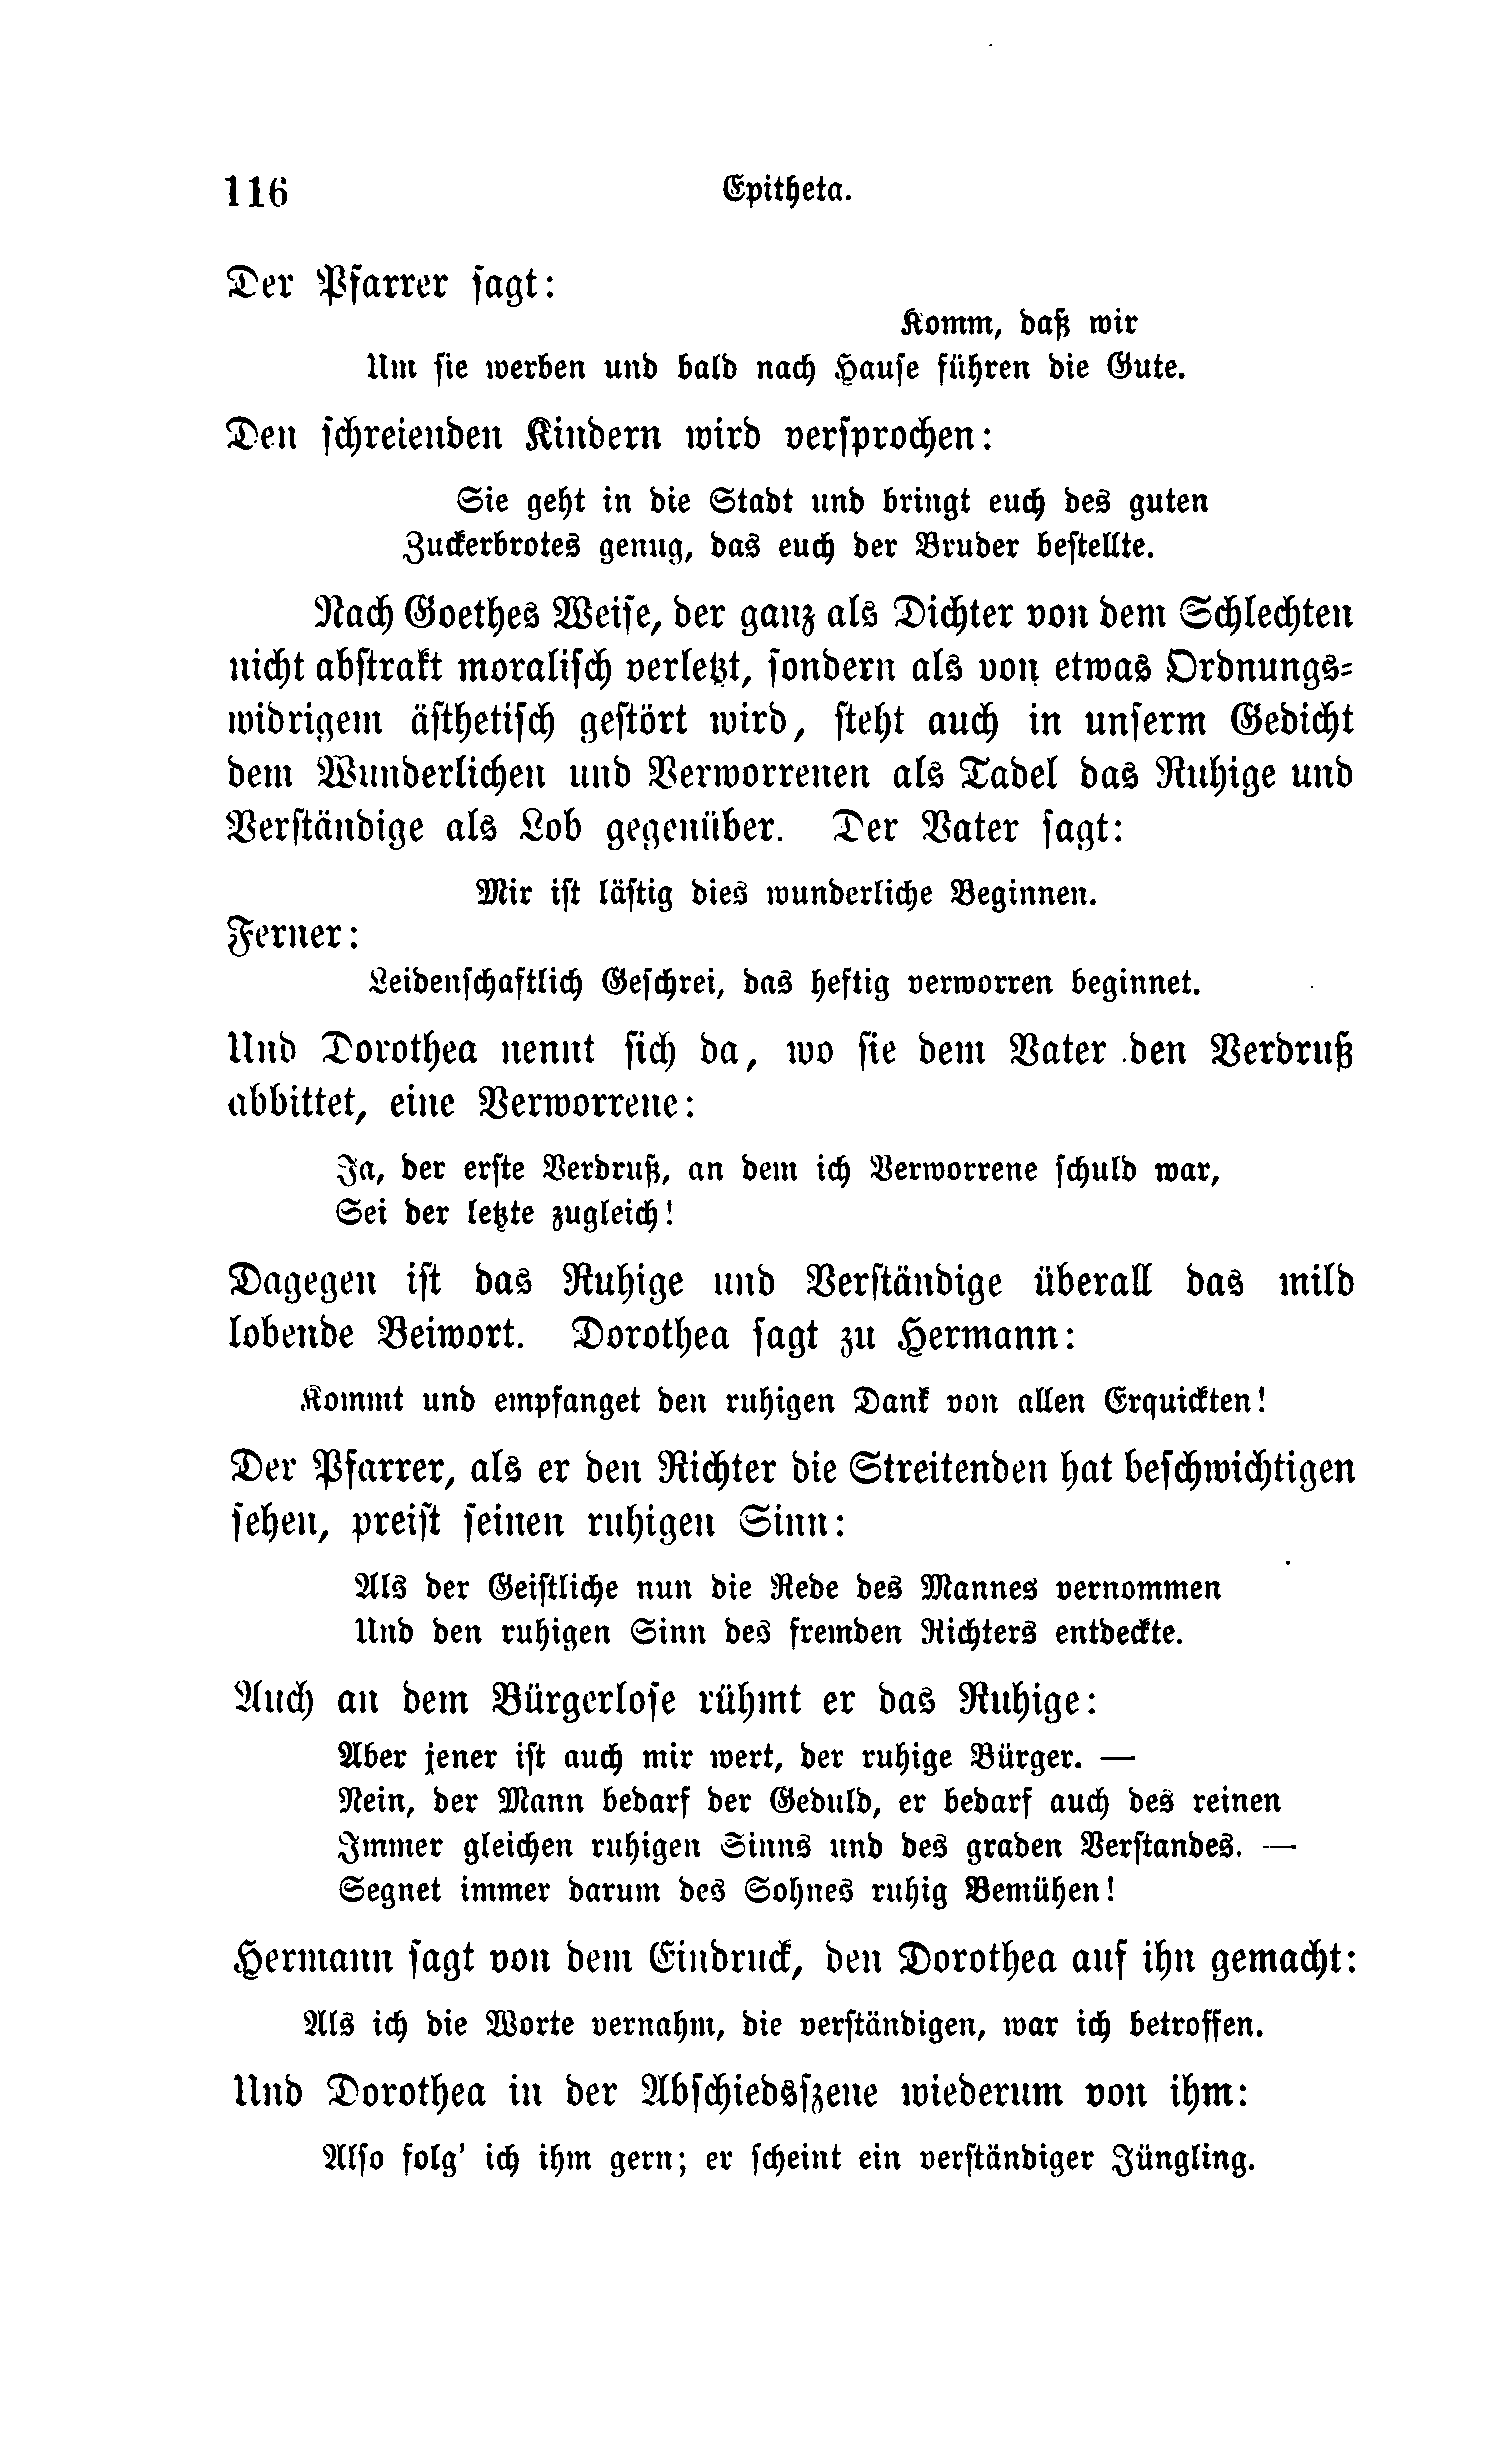 116 Epitheta.
Der Pfarrer ſagt:
Komm, daß wir
Um ſie werben und bald nach Hauſe führen die Gute.
Den ſchreienden Kindern wird verſprochen:
Sie geht in die Stadt und bringt euch des guten
Zuckerbrotes genug, das euch der Bruder beſtellte.
Nach Goethes Weiſe, der ganz als Dichter von dem Schlechten
nicht abſtrakt moraliſch verletzt, ſondern als von etwas Ordnungs⸗
widrigem äſthetiſch geſtört wird, ſteht auch in unſerm Gedicht
dem Wunderlichen und Verworrenen als Tadel das Ruhige und
Verſtändige als Lob gegenüber. Der Vater ſagt:
Mir iſt läſtig dies wunderliche Beginnen.
Ferner:
Leidenſchaftlich Geſchrei, das heftig verworren beginnet.
Und Dorothea nennt ſich da, wo ſie dem Vater den Verdruß
abbittet, eine Verworrene:
Ja, der erſte Verdruß, an dem ich Verworrene ſchuld war,
Sei der letzte zugleich!
Dagegen iſt das Ruhige und Verſtändige überall das mild
lobende Beiwort. Dorothea ſagt zu Hermann:
Kommt und empfanget den ruhigen Dank von allen Erquickten!
Der Pfarrer, als er den Richter die Streitenden hat beſchwichtigen
ſehen, preiſt ſeinen ruhigen Sinn:
Als der Geiſtliche nun die Rede des Mannes vernommen
Und den ruhigen Sinn des fremden Richters entdeckte.
Auch an dem Bürgerloſe rühmt er das Ruhige:
Aber jener iſt auch mir wert, der ruhige Bürger. —
Nein, der Mann bedarf der Geduld, er bedarf auch des reinen
Immer gleichen ruhigen Sinns und des graden Verſtandes. —
Segnet immer darum des Sohnes ruhig Bemühen!
Hermann ſagt von dem Eindruck, den Dorothea auf ihn gemacht:
Als ich die Worte vernahm, die verſtändigen, war ich betroffen.
Und Dorothea in der Abſchiedsſzene wiederum von ihm:
Alſo folg' ich ihm gern; er ſcheint ein verſtändiger Jüngling.